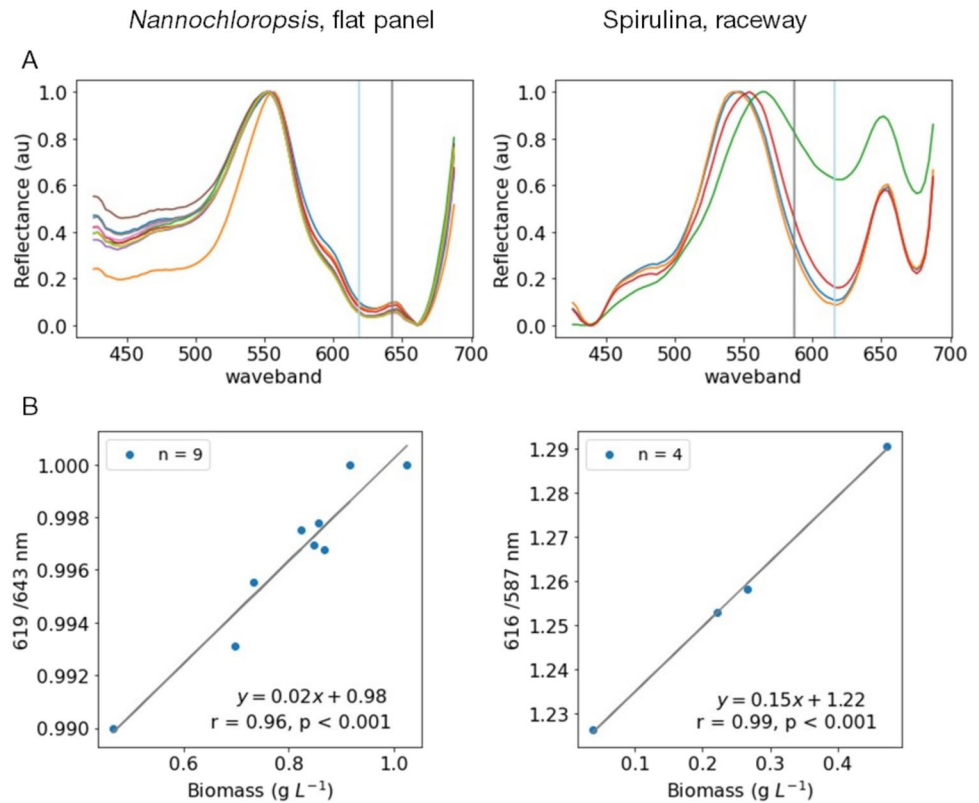 Nannochloropsis, flat panel
Spirulina, raceway
A
1.0
0.8
0.6
0.4
0.2
0.0
Reflectance (au)
450 500 550 600 650 700
waveband
1.0
0.8
0.6
0.4
0.2
0.0
Reflectance (au)
450 500 550 600 650 700
waveband
B
n = 9
1.000
0.998
0.996
0.994
0.992
0.990
619 /643 nm
y = 0.02x + 0.98
r = 0.96, p < 0.001
0.6 0.8 1.0
Biomass (g L⁻¹)
n = 4
1.29
1.28
1.27
1.26
1.25
1.24
1.23
616 /587 nm
y = 0.15x + 1.22
r = 0.99, p < 0.001
0.1 0.2 0.3 0.4
Biomass (g L⁻¹)